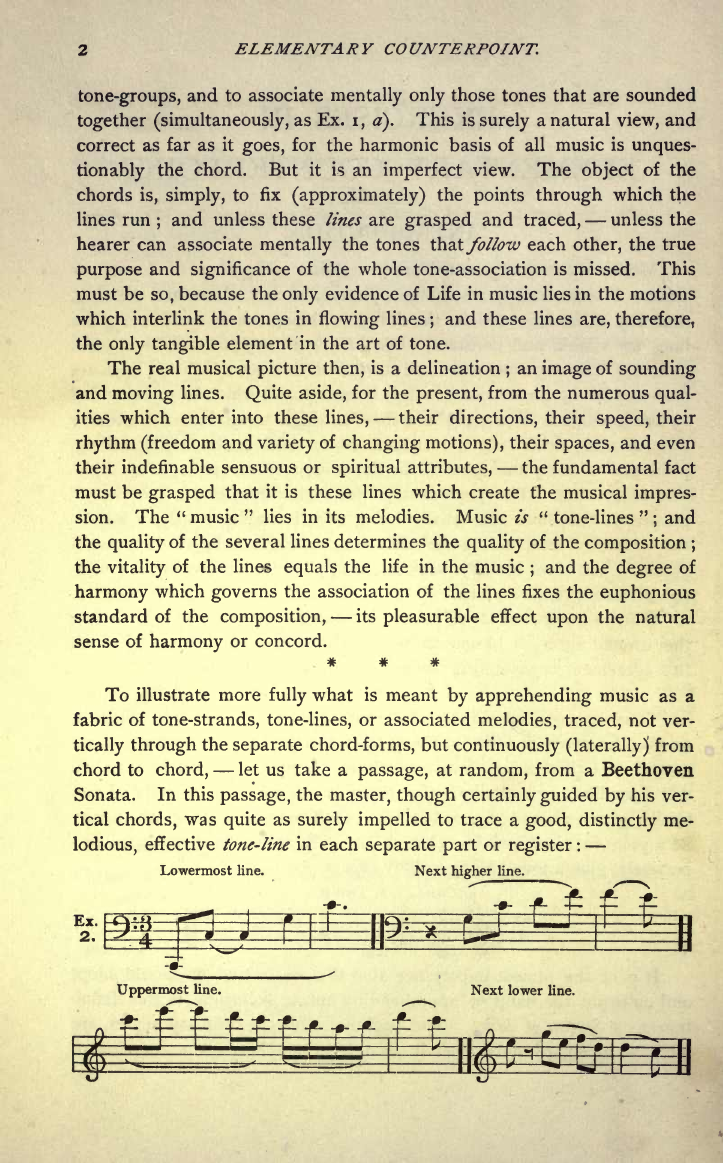 2 ELEMENTARY COUNTERPOINT.
tone-groups, and to associate mentally only those tones that are sounded
together (simultaneously, as Ex. 1, a). This is surely a natural view, and
correct as far as it goes, for the harmonic basis of all music is unques-
tionably the chord. But it is an imperfect view. The object of the
chords is, simply, to fix (approximately) the points through which the
lines run ; and unless these lines are grasped and traced, — unless the
hearer can associate mentally the tones that follow each other, the true
purpose and significance of the whole tone-association is missed. This
must be so, because the only evidence of Life in music lies in the motions
which interlink the tones in flowing lines ; and these lines are, therefore,
the only tangible element in the art of tone.
The real musical picture then, is a delineation ; an image of sounding
and moving lines. Quite aside, for the present, from the numerous qual-
ities which enter into these lines, — their directions, their speed, their
rhythm (freedom and variety of changing motions), their spaces, and even
their indefinable sensuous or spiritual attributes, — the fundamental fact
must be grasped that it is these lines which create the musical impres-
sion. The “ music ” lies in its melodies. Music is “ tone-lines ” ; and
the quality of the several lines determines the quality of the composition ;
the vitality of the lines equals the life in the music ; and the degree of
harmony which governs the association of the lines fixes the euphonious
standard of the composition, — its pleasurable effect upon the natural
sense of harmony or concord.
* * *
To illustrate more fully what is meant by apprehending music as a
fabric of tone-strands, tone-lines, or associated melodies, traced, not ver-
tically through the separate chord-forms, but continuously (laterally) from
chord to chord, — let us take a passage, at random, from a Beethoven
Sonata. In this passage, the master, though certainly guided by his ver-
tical chords, was quite as surely impelled to trace a good, distinctly me-
lodious, effective tone-line in each separate part or register : —
Lowermost line. Next higher line.
Ex.
2.
3
4
Uppermost line. Next lower line.